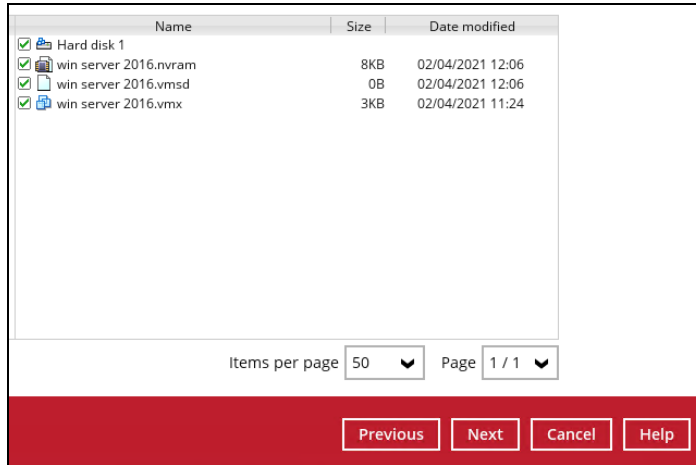 Name Size Date modified
Hard disk 1
win server 2016.nvram 8KB 02/04/2021 12:06
win server 2016.vmsd 0B 02/04/2021 12:06
win server 2016.vmx 3KB 02/04/2021 11:24
Items per page 50 Page 1 / 1
Previous Next Cancel Help